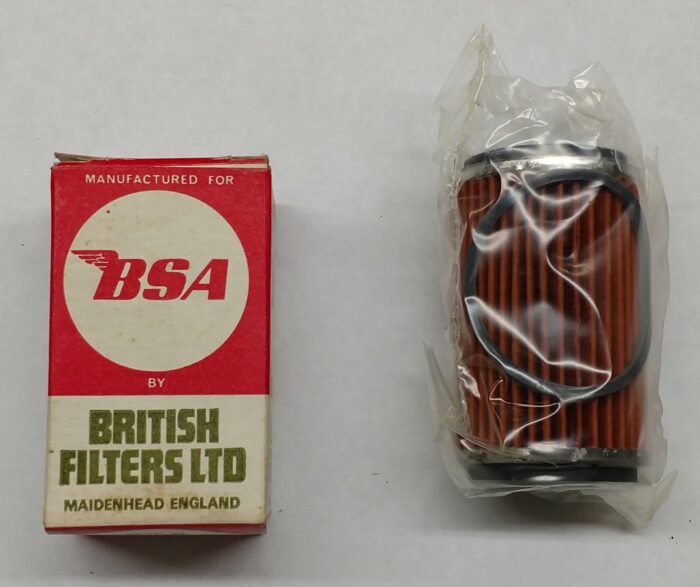 MANUFACTURED FOR
BSA
BY
BRITISH
FILTERS LTD
MAIDENHEAD ENGLAND